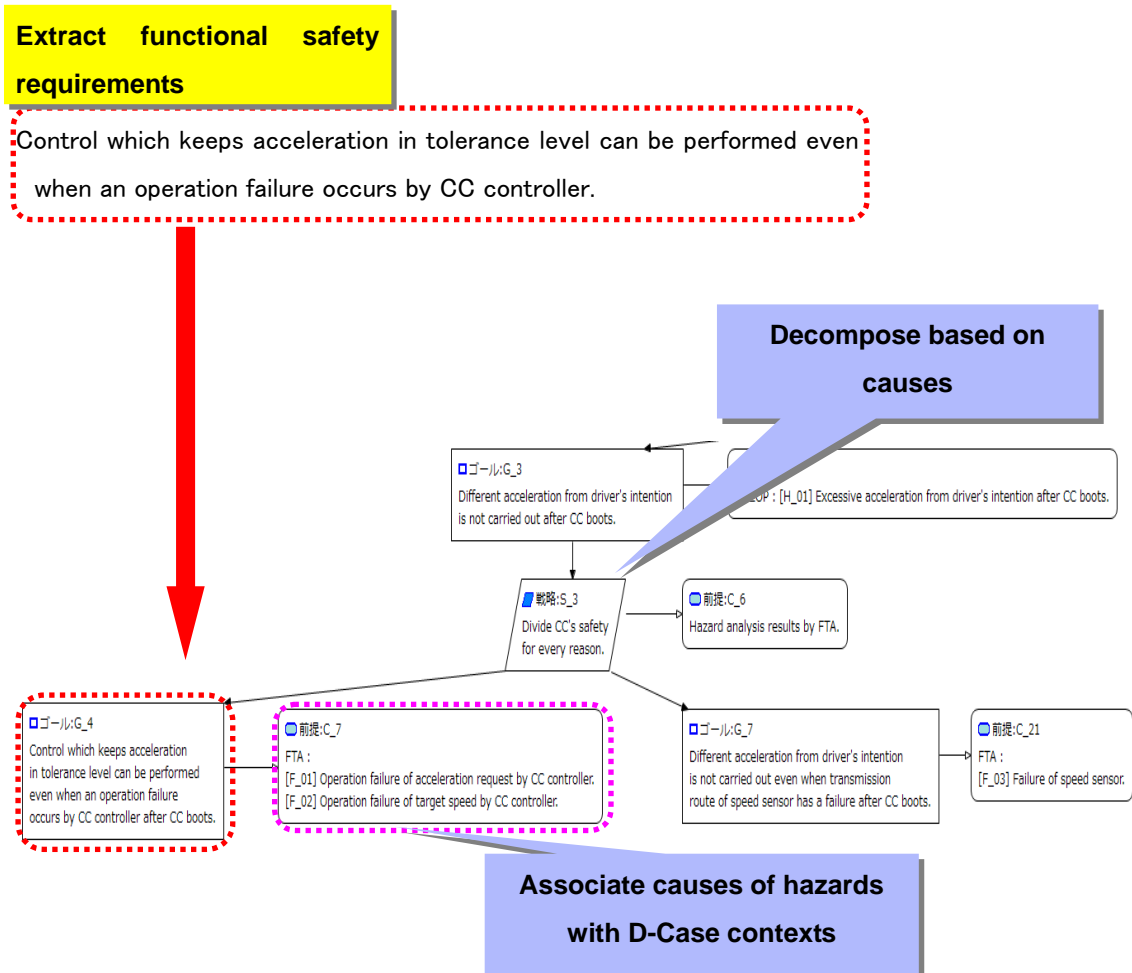 Extract functional safety
requirements
Control which keeps acceleration in tolerance level can be performed even
when an operation failure occurs by CC controller.
Decompose based on
causes
ゴール:G_3
Different acceleration from driver's intention
is not carried out after CC boots.
: [H_01] Excessive acceleration from driver's intention after CC boots.
戦略:S_3
Divide CC's safety
for every reason.
前提:C_6
Hazard analysis results by FTA.
ゴール:G_4
Control which keeps acceleration
in tolerance level can be performed
even when an operation failure
occurs by CC controller after CC boots.
前提:C_7
FTA :
[F_01] Operation failure of acceleration request by CC controller.
[F_02] Operation failure of target speed by CC controller.
ゴール:G_7
Different acceleration from driver's intention
is not carried out even when transmission
route of speed sensor has a failure after CC boots.
前提:C_21
FTA :
[F_03] Failure of speed sensor.
Associate causes of hazards
with D-Case contexts